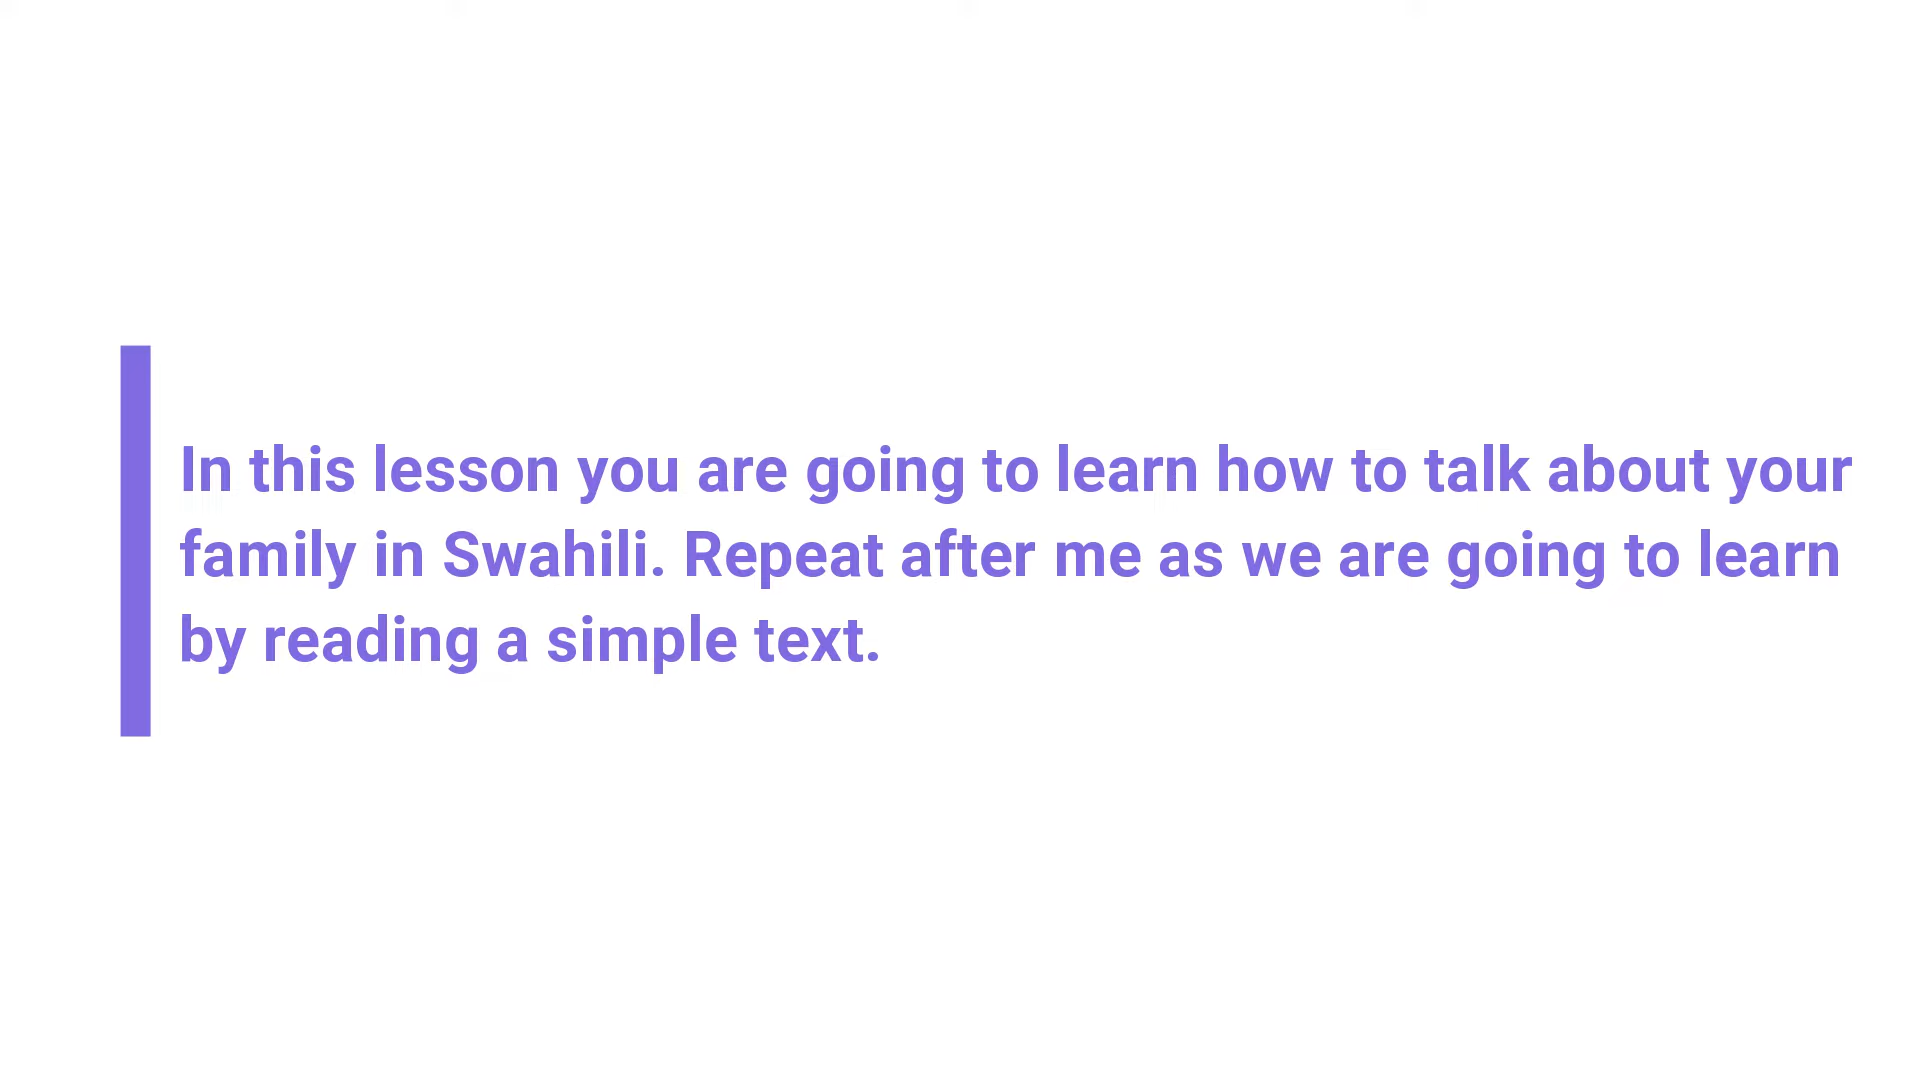 In this lesson you are going to learn how to talk about your
family in Swahili. Repeat after me as we are going to learn
by reading a simple text.